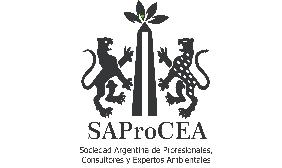 SAProCEA
Sociedad Argentina de Profesionales,
Consultores y Expertos Ambientales